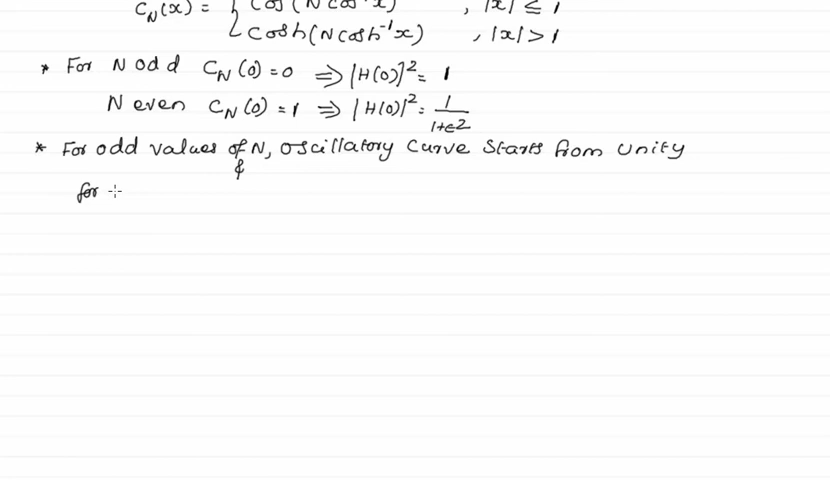 C_N(x) = { Cos(N cos⁻¹x) , |x| ≤ 1
Cosh(N cosh⁻¹x) , |x| > 1
* For N odd C_N(0) = 0 ⇒ |H(0)|² = 1
N even C_N(0) = 1 ⇒ |H(0)|² = 1/(1+ε²)
* For odd values of N, Oscillatory Curve Starts from Unity
&
for